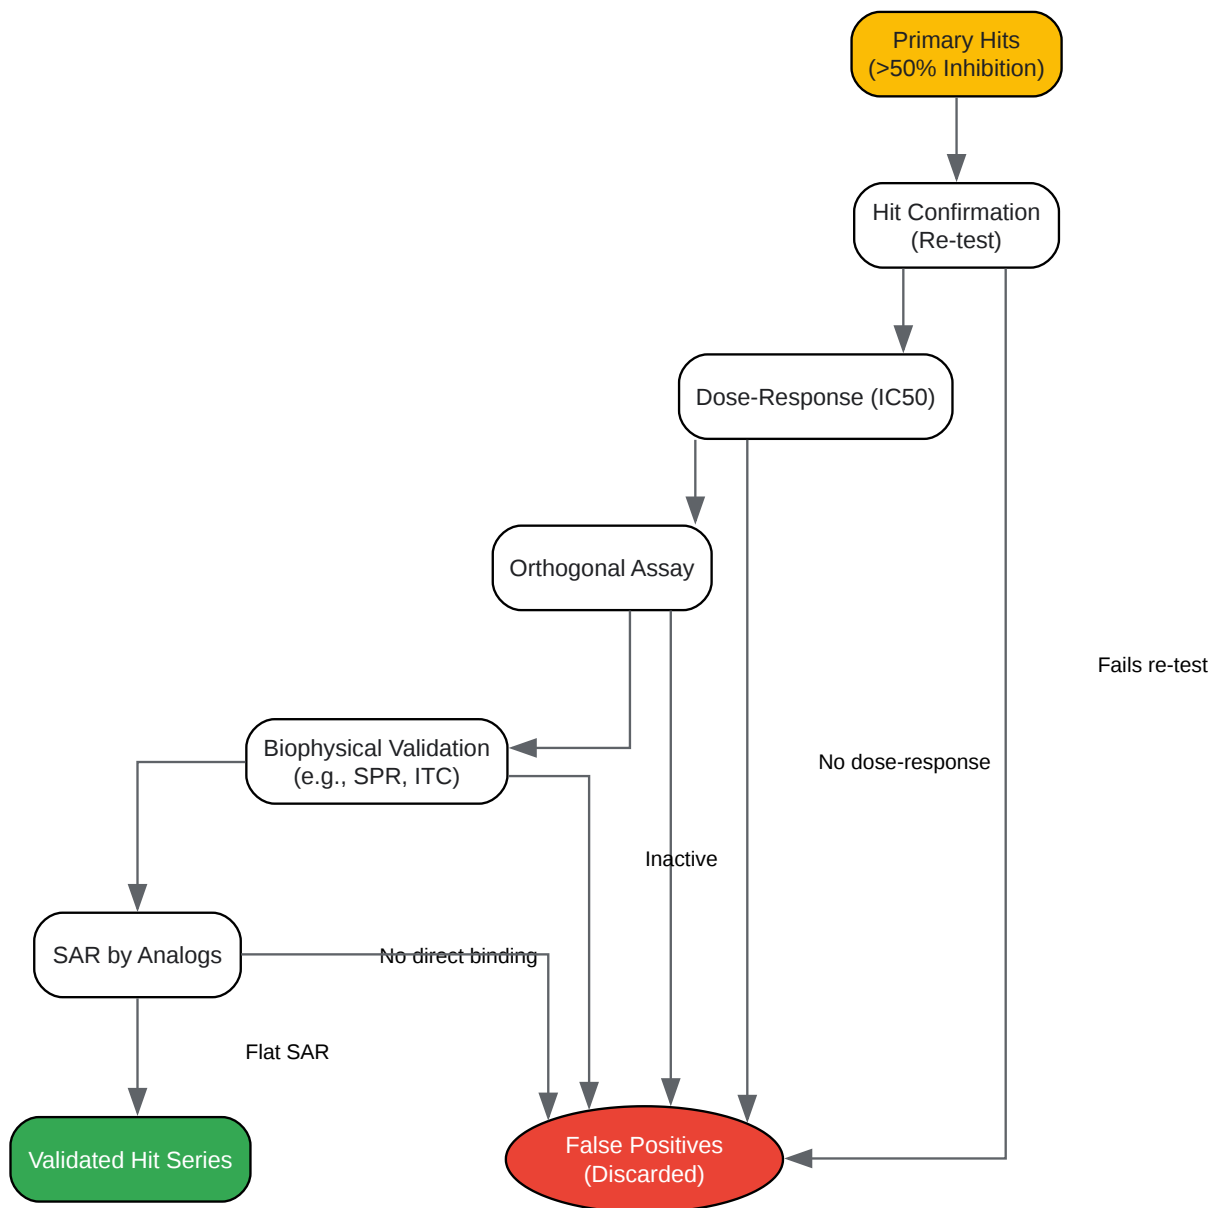 Primary Hits
(>50% Inhibition)
Hit Confirmation
(Re-test)
Dose-Response (IC50)
Orthogonal Assay
Fails re-test
Biophysical Validation
(e.g., SPR, ITC)
No dose-response
Inactive
SAR by Analogs
No direct binding
Flat SAR
Validated Hit Series
False Positives
(Discarded)